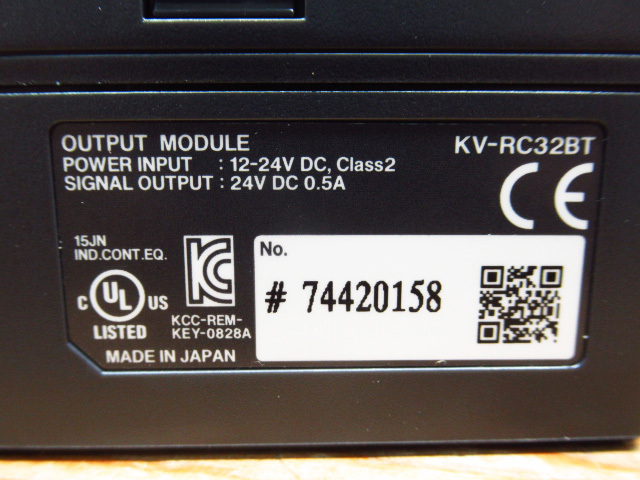 OUTPUT MODULE KV-RC32BT
POWER INPUT : 12-24V DC, Class2
SIGNAL OUTPUT : 24V DC 0.5A
CE
15JN
IND.CONT.EQ.
C UL US
LISTED
KC
KCC-REM-
KEY-0828A
MADE IN JAPAN
No.
# 74420158